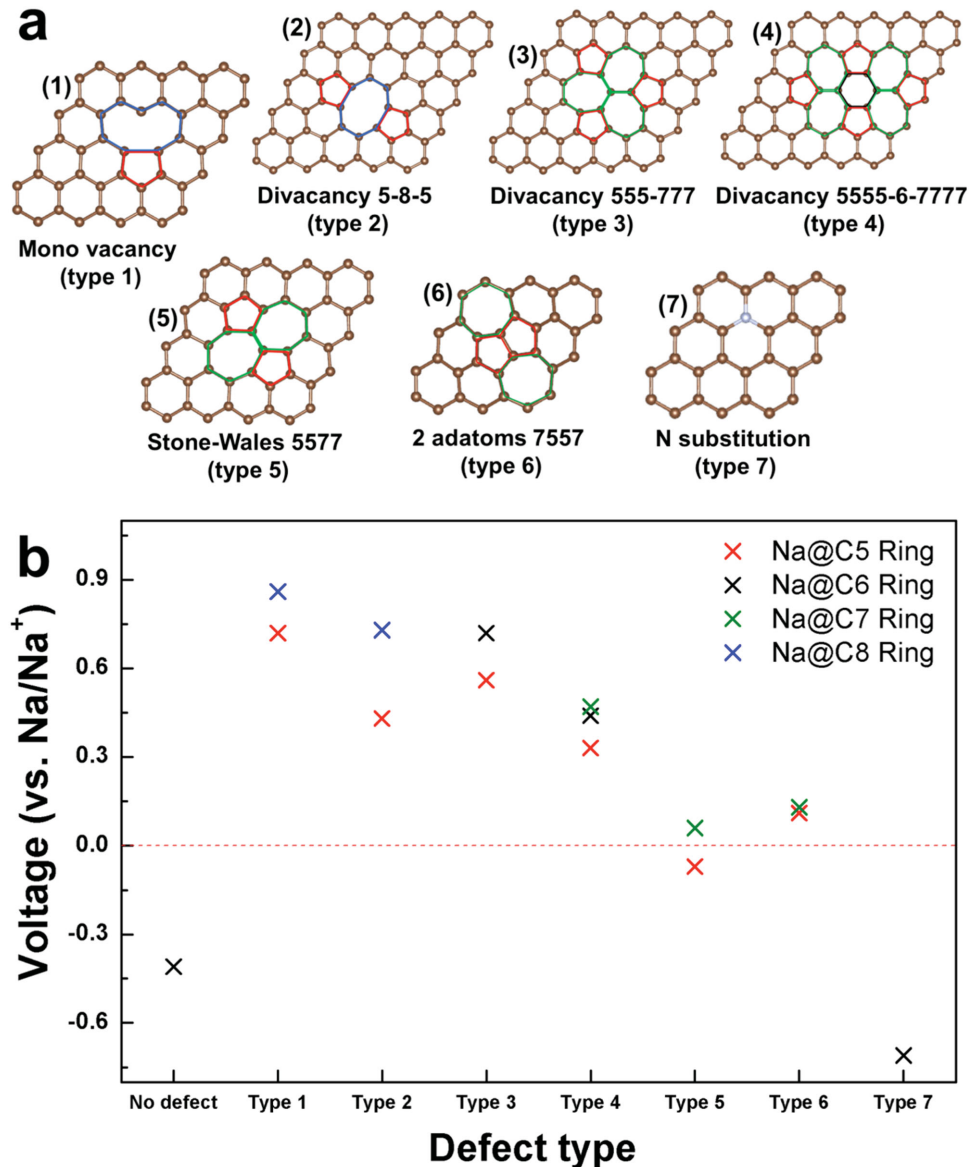 a
(1)
Mono vacancy
(type 1)
(2)
Divacancy 5-8-5
(type 2)
(3)
Divacancy 555-777
(type 3)
(4)
Divacancy 5555-6-7777
(type 4)
(5)
Stone-Wales 5577
(type 5)
(6)
2 adatoms 7557
(type 6)
(7)
N substitution
(type 7)
b
Voltage (vs. Na/Na⁺)
0.9
0.6
0.3
0.0
-0.3
-0.6
Na@C5 Ring
Na@C6 Ring
Na@C7 Ring
Na@C8 Ring
No defect Type 1 Type 2 Type 3 Type 4 Type 5 Type 6 Type 7
Defect type